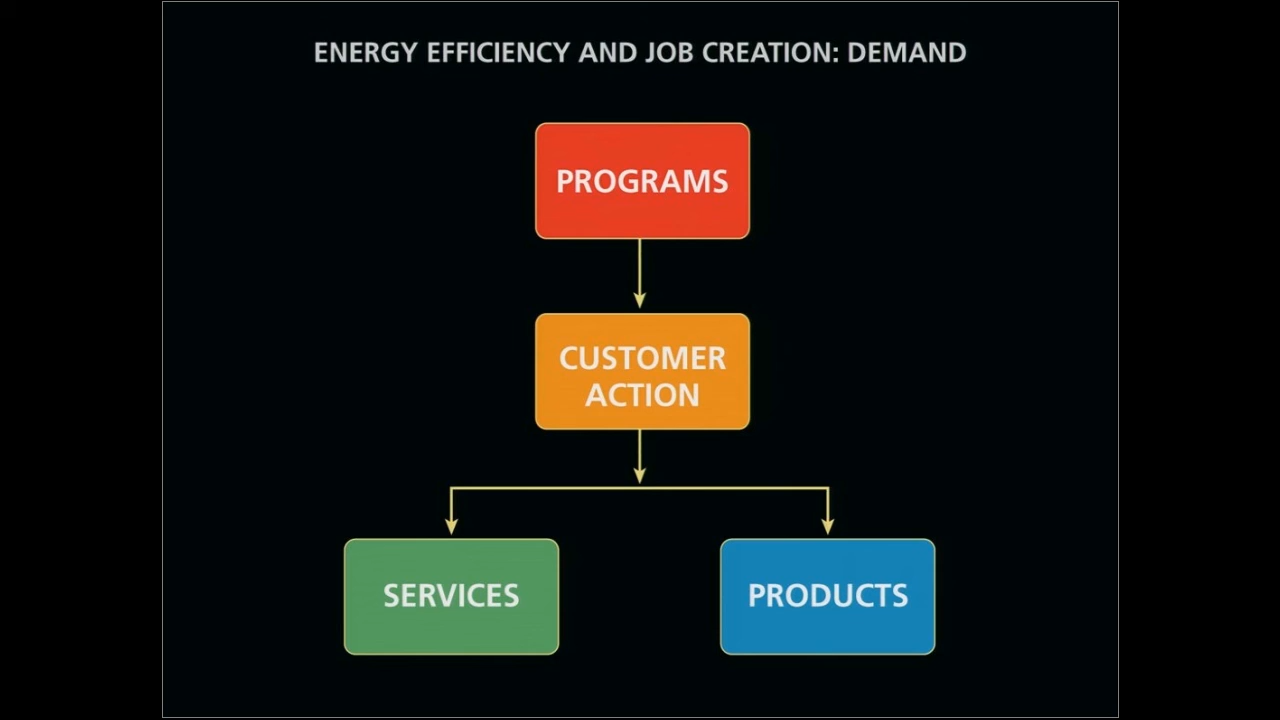 ENERGY EFFICIENCY AND JOB CREATION: DEMAND
PROGRAMS
CUSTOMER
ACTION
SERVICES
PRODUCTS